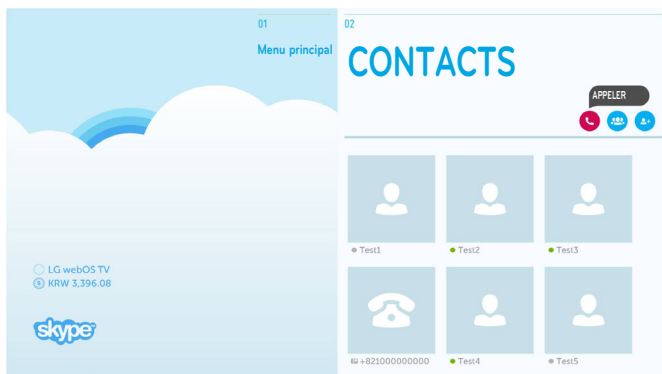 01
Menu principal
LG webOS TV
S KRW 3,396.08
skype
02
CONTACTS
APPELER
Test1
Test2
Test3
+821000000000
Test4
Test5